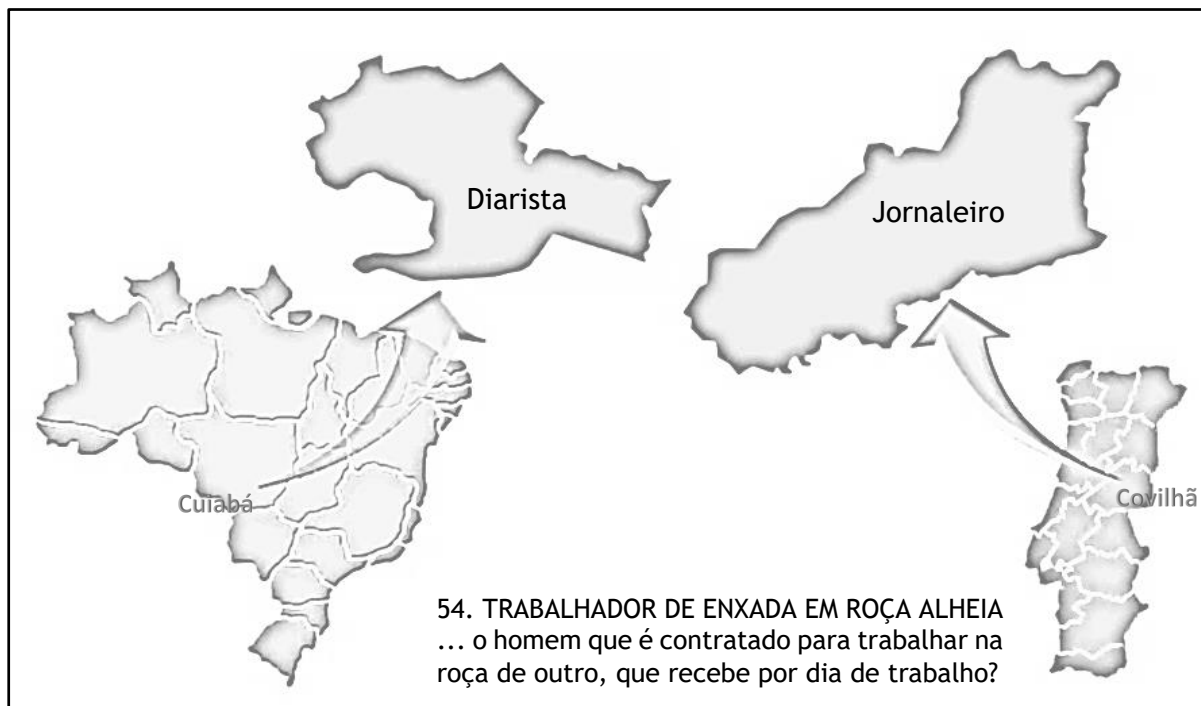 Diarista
Jornaleiro
Cuiabá
Covilhã
54. TRABALHADOR DE ENXADA EM ROÇA ALHEIA
... o homem que é contratado para trabalhar na
roça de outro, que recebe por dia de trabalho?